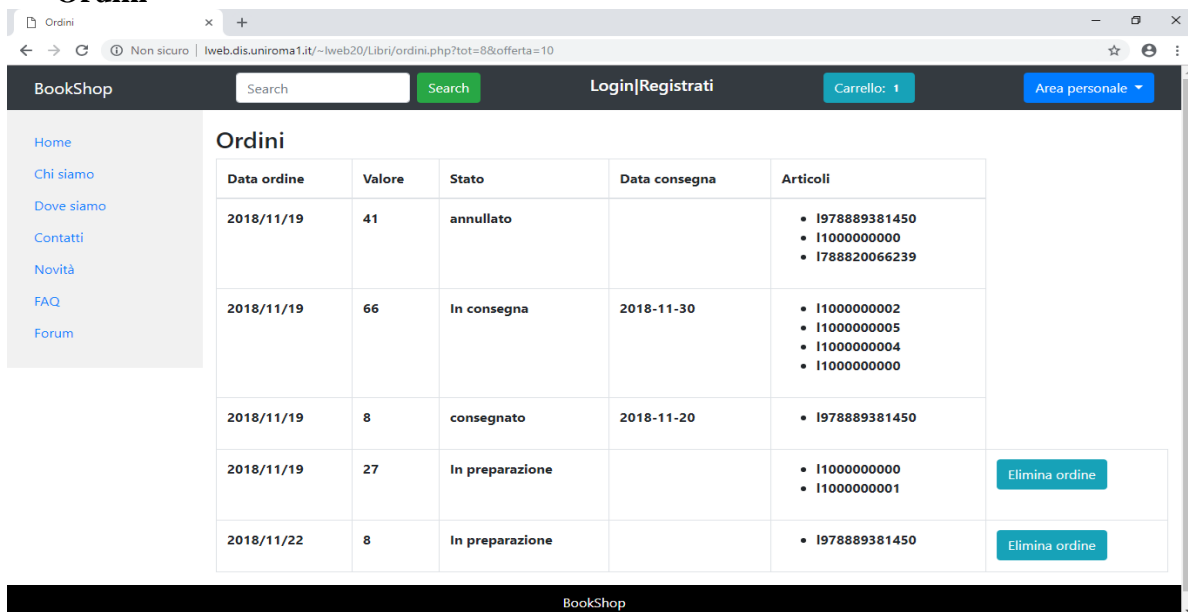 Ordini
Ordini
Non sicuro | lweb.dis.uniroma1.it/~lweb20/Libri/ordini.php?tot=8&offerta=10
BookShop Search Search Login|Registrati Carrello: 1 Area personale
Home
Chi siamo
Dove siamo
Contatti
Novità
FAQ
Forum
Ordini
Data ordine Valore Stato Data consegna Articoli
2018/11/19 41 annullato
• l978889381450
• l1000000000
• l788820066239
2018/11/19 66 In consegna 2018-11-30
• l1000000002
• l1000000005
• l1000000004
• l1000000000
2018/11/19 8 consegnato 2018-11-20 • l978889381450
2018/11/19 27 In preparazione
• l1000000000
• l1000000001
Elimina ordine
2018/11/22 8 In preparazione • l978889381450 Elimina ordine
BookShop